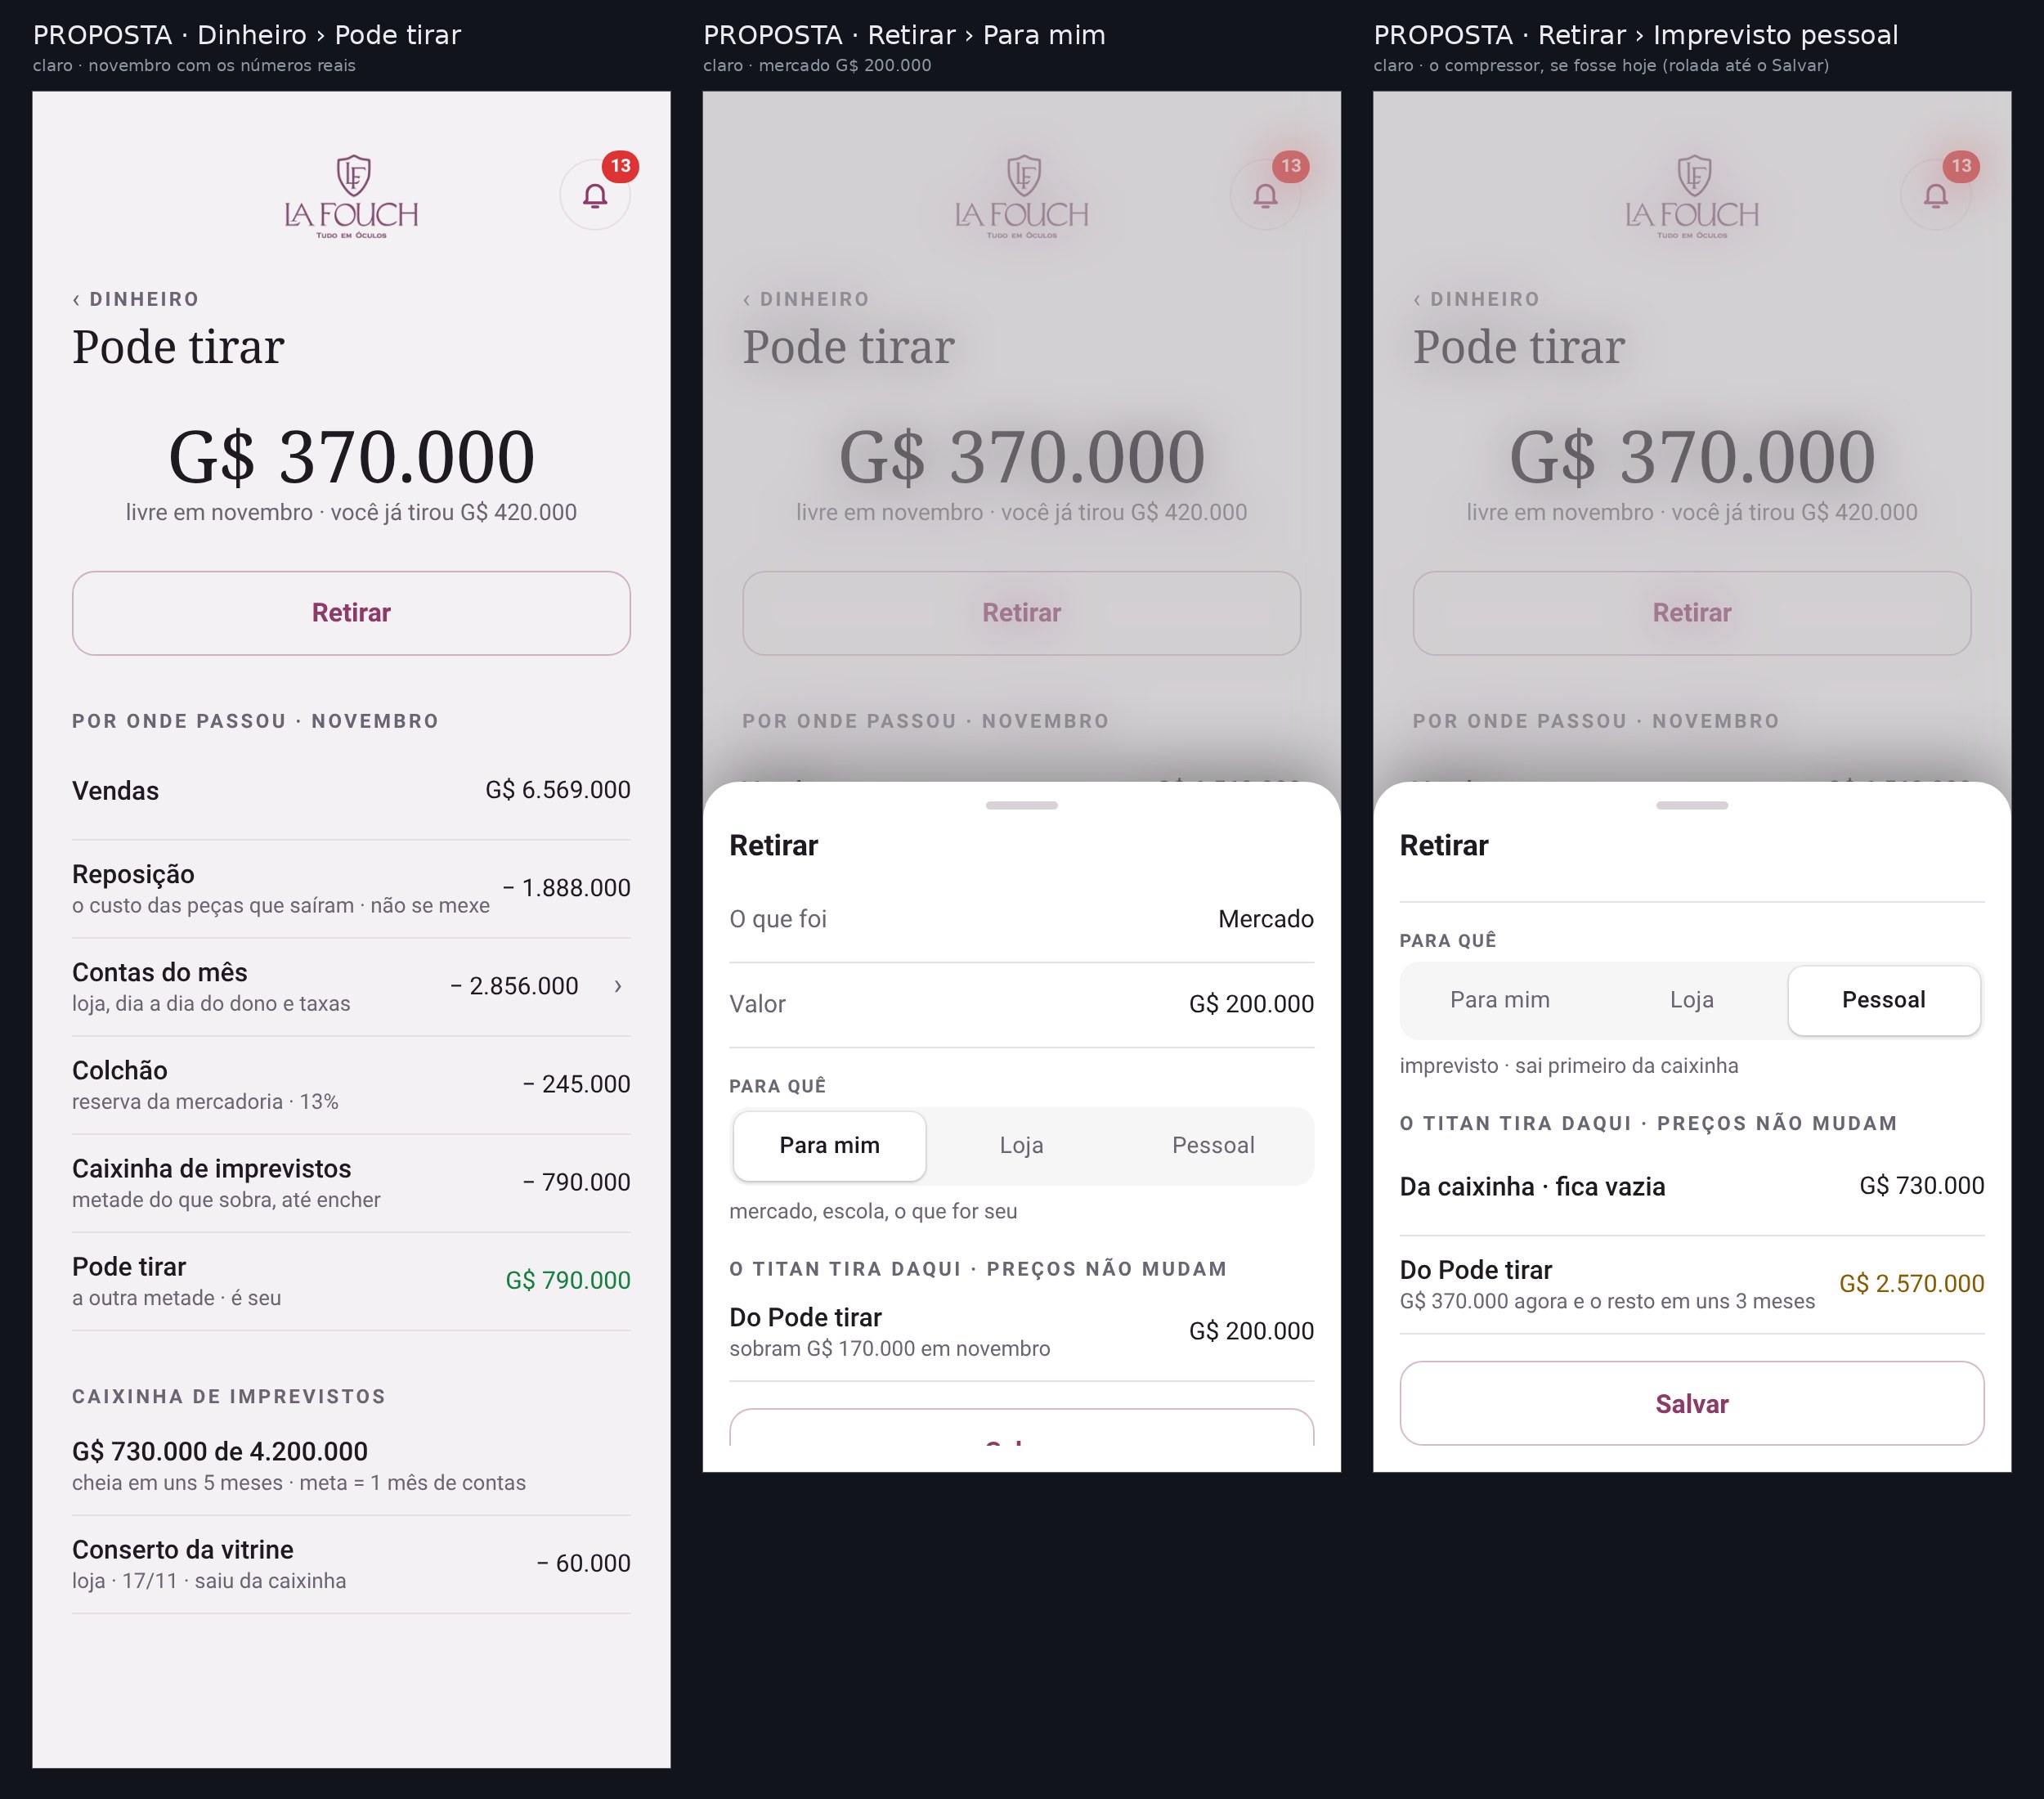 PROPOSTA · Dinheiro › Pode tirar
claro · novembro com os números reais
13
LF
LA FOUCH
TUDO EM ÓCULOS
‹ DINHEIRO
Pode tirar
G$ 370.000
livre em novembro · você já tirou G$ 420.000
Retirar
POR ONDE PASSOU · NOVEMBRO
Vendas
G$ 6.569.000
Reposição
o custo das peças que saíram · não se mexe
− 1.888.000
Contas do mês
loja, dia a dia do dono e taxas
− 2.856.000 ›
Colchão
reserva da mercadoria · 13%
− 245.000
Caixinha de imprevistos
metade do que sobra, até encher
− 790.000
Pode tirar
a outra metade · é seu
G$ 790.000
CAIXINHA DE IMPREVISTOS
G$ 730.000 de 4.200.000
cheia em uns 5 meses · meta = 1 mês de contas
Conserto da vitrine
loja · 17/11 · saiu da caixinha
− 60.000
PROPOSTA · Retirar › Para mim
claro · mercado G$ 200.000
13
LF
LA FOUCH
TUDO EM ÓCULOS
‹ DINHEIRO
Pode tirar
G$ 370.000
livre em novembro · você já tirou G$ 420.000
Retirar
POR ONDE PASSOU · NOVEMBRO
Retirar
O que foi
Mercado
Valor
G$ 200.000
PARA QUÊ
Para mim
Loja
Pessoal
mercado, escola, o que for seu
O TITAN TIRA DAQUI · PREÇOS NÃO MUDAM
Do Pode tirar
sobram G$ 170.000 em novembro
G$ 200.000
PROPOSTA · Retirar › Imprevisto pessoal
claro · o compressor, se fosse hoje (rolada até o Salvar)
13
LF
LA FOUCH
TUDO EM ÓCULOS
‹ DINHEIRO
Pode tirar
G$ 370.000
livre em novembro · você já tirou G$ 420.000
Retirar
POR ONDE PASSOU · NOVEMBRO
Retirar
PARA QUÊ
Para mim
Loja
Pessoal
imprevisto · sai primeiro da caixinha
O TITAN TIRA DAQUI · PREÇOS NÃO MUDAM
Da caixinha · fica vazia
G$ 730.000
Do Pode tirar
G$ 370.000 agora e o resto em uns 3 meses
G$ 2.570.000
Salvar